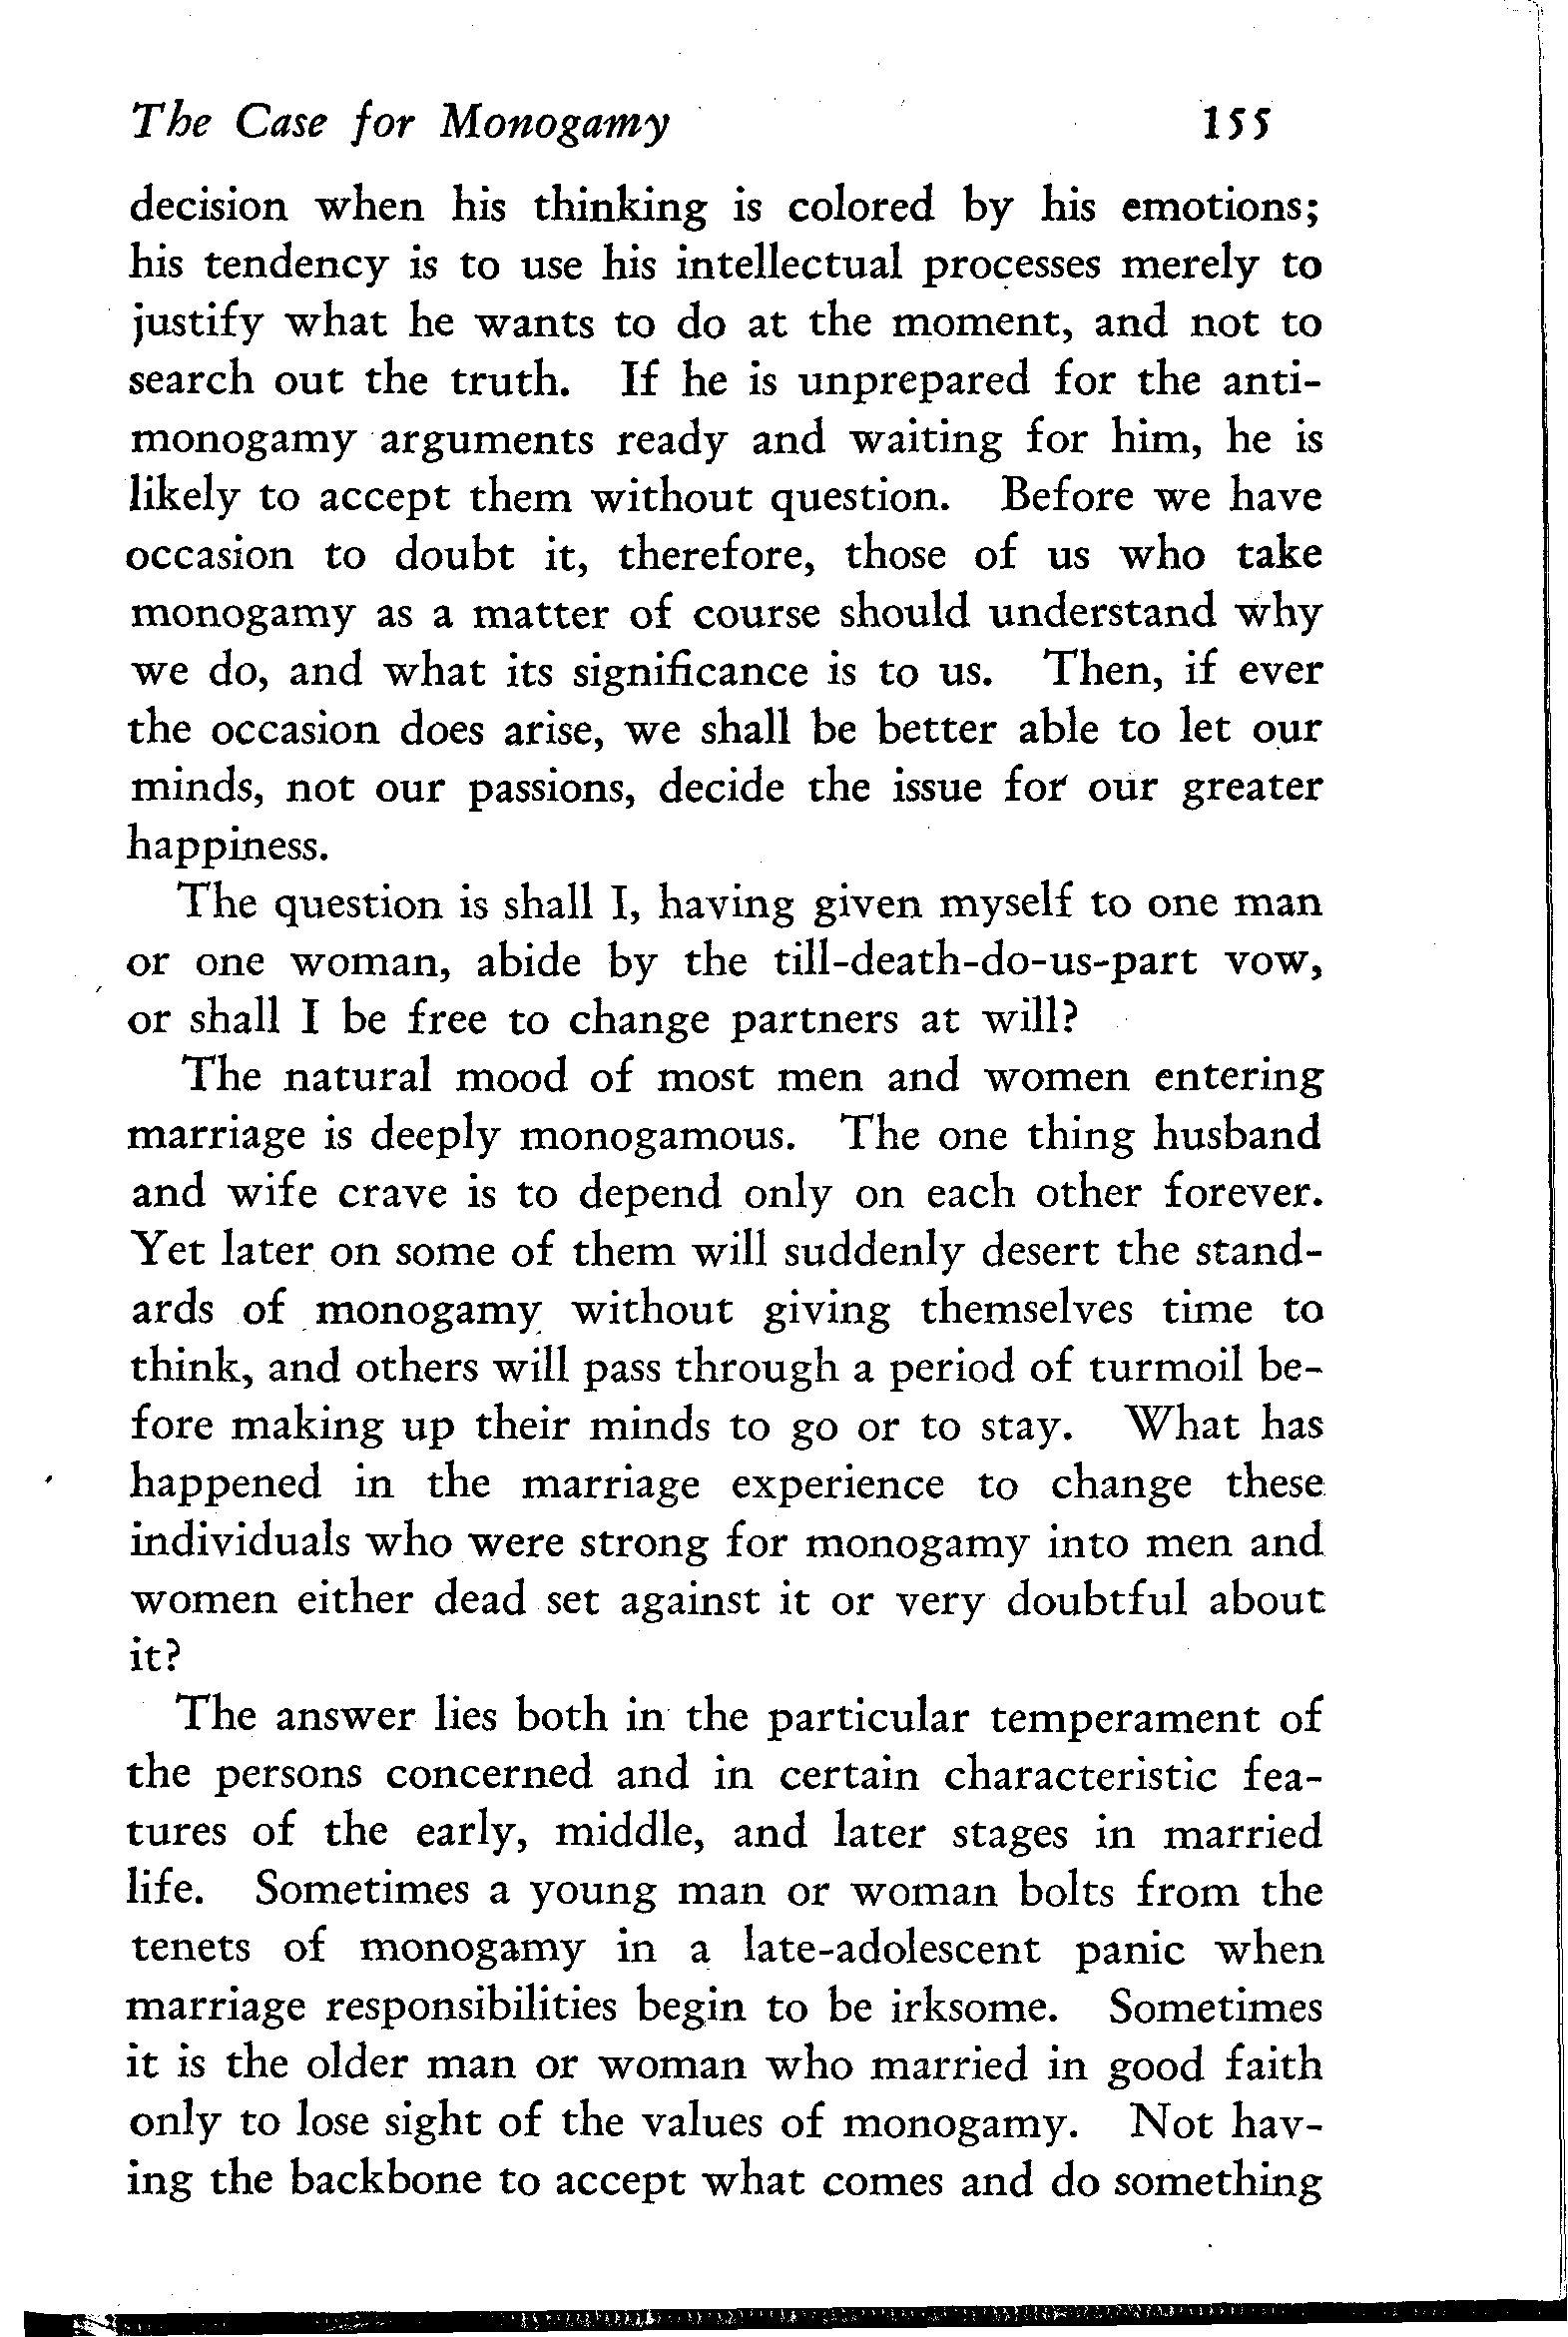 The Case for Monogamy 155
decision when his thinking is colored by his emotions;
his tendency is to use his intellectual processes merely to
justify what he wants to do at the moment, and not to
search out the truth. If he is unprepared for the anti-
monogamy arguments ready and waiting for him, he is
likely to accept them without question. Before we have
occasion to doubt it, therefore, those of us who take
monogamy as a matter of course should understand why
we do, and what its significance is to us. Then, if ever
the occasion does arise, we shall be better able to let our
minds, not our passions, decide the issue for our greater
happiness.
The question is shall I, having given myself to one man
or one woman, abide by the till-death-do-us-part vow,
or shall I be free to change partners at will?
The natural mood of most men and women entering
marriage is deeply monogamous. The one thing husband
and wife crave is to depend only on each other forever.
Yet later on some of them will suddenly desert the stand-
ards of monogamy without giving themselves time to
think, and others will pass through a period of turmoil be-
fore making up their minds to go or to stay. What has
happened in the marriage experience to change these
individuals who were strong for monogamy into men and
women either dead set against it or very doubtful about
it?
The answer lies both in the particular temperament of
the persons concerned and in certain characteristic fea-
tures of the early, middle, and later stages in married
life. Sometimes a young man or woman bolts from the
tenets of monogamy in a late-adolescent panic when
marriage responsibilities begin to be irksome. Sometimes
it is the older man or woman who married in good faith
only to lose sight of the values of monogamy. Not hav-
ing the backbone to accept what comes and do something